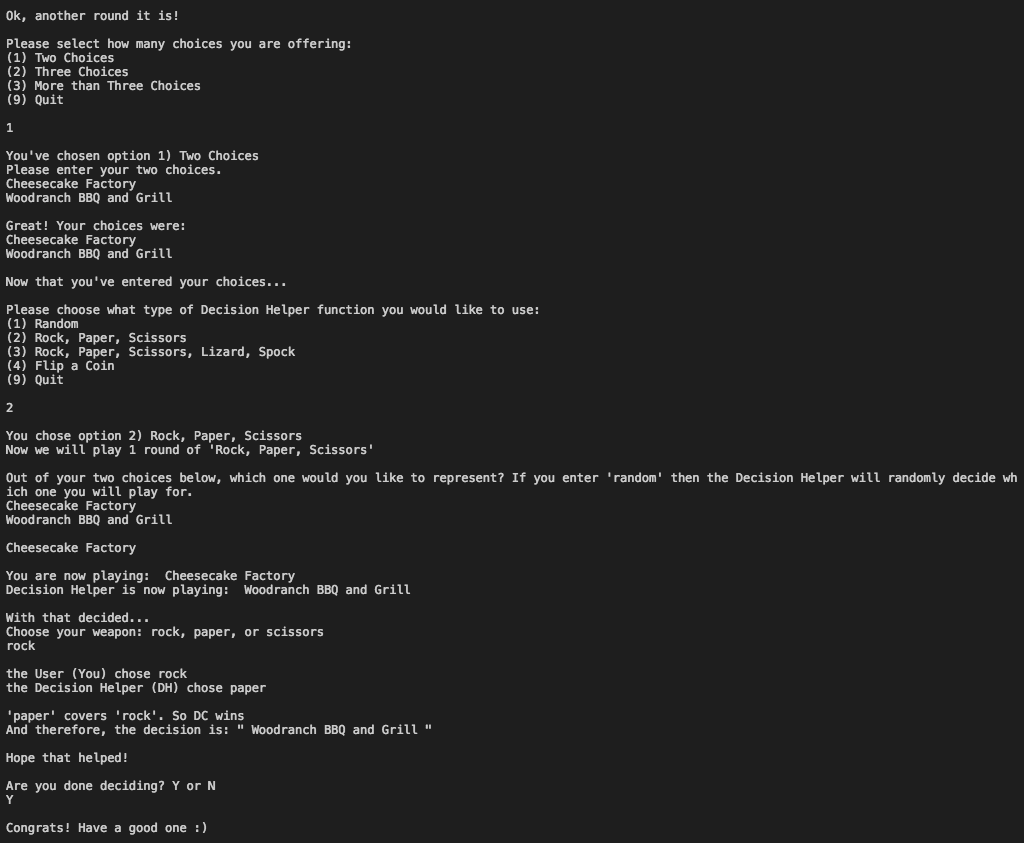 Ok, another round it is!
Please select how many choices you are offering:
(1) Two Choices
(2) Three Choices
(3) More than Three Choices
(9) Quit
1
You've chosen option 1) Two Choices
Please enter your two choices.
Cheesecake Factory
Woodranch BBQ and Grill
Great! Your choices were:
Cheesecake Factory
Woodranch BBQ and Grill
Now that you've entered your choices...
Please choose what type of Decision Helper function you would like to use:
(1) Random
(2) Rock, Paper, Scissors
(3) Rock, Paper, Scissors, Lizard, Spock
(4) Flip a Coin
(9) Quit
2
You chose option 2) Rock, Paper, Scissors
Now we will play 1 round of 'Rock, Paper, Scissors'
Out of your two choices below, which one would you like to represent? If you enter 'random' then the Decision Helper will randomly decide wh
ich one you will play for.
Cheesecake Factory
Woodranch BBQ and Grill
Cheesecake Factory
You are now playing:  Cheesecake Factory
Decision Helper is now playing:  Woodranch BBQ and Grill
With that decided...
Choose your weapon: rock, paper, or scissors
rock
the User (You) chose rock
the Decision Helper (DH) chose paper
'paper' covers 'rock'. So DC wins
And therefore, the decision is: " Woodranch BBQ and Grill "
Hope that helped!
Are you done deciding? Y or N
Y
Congrats! Have a good one :)